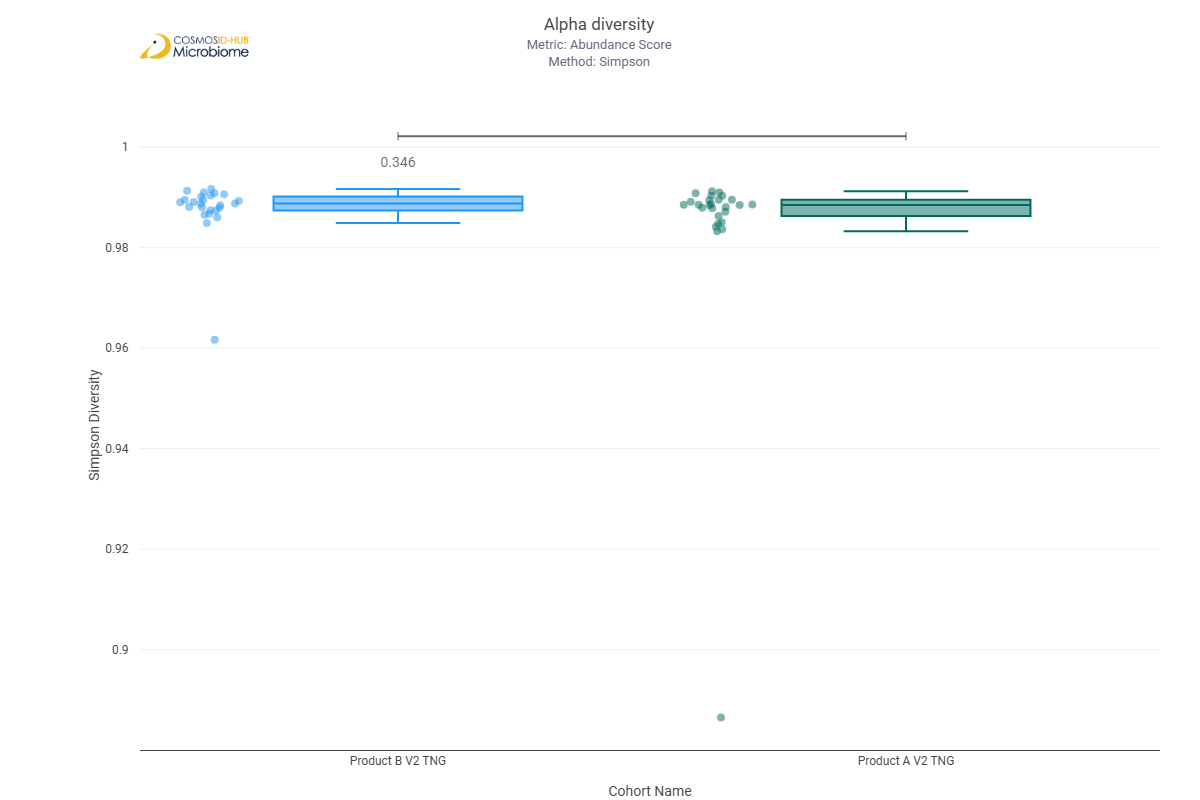 Alpha diversity
Metric: Abundance Score
Method: Simpson
COSMOSID-HUB
Microbiome
1
0.346
0.98
0.96
0.94
0.92
0.9
Simpson Diversity
Product B V2 TNG
Product A V2 TNG
Cohort Name